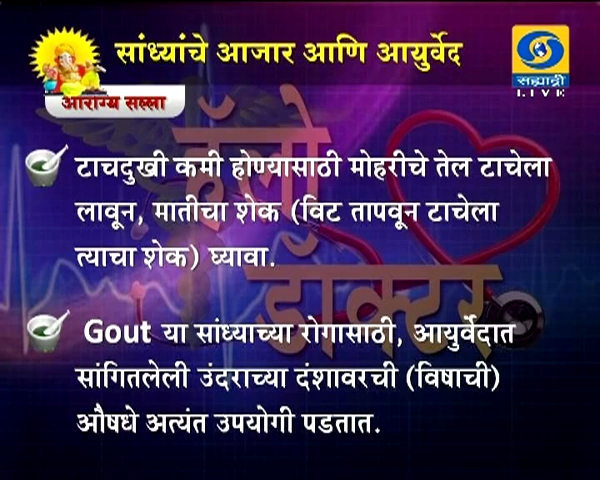 सांध्यांचे आजार आणि आयुर्वेद
सह्याद्री
LIVE
आरोग्य सल्ला
हॅलो
डॉक्टर
टाचदुखी कमी होण्यासाठी मोहरीचे तेल टाचेला
लावून, मातीचा शेक (विट तापवून टाचेला
त्याचा शेक) घ्यावा.
Gout या सांध्याच्या रोगासाठी, आयुर्वेदात
सांगितलेली उंदराच्या दंशावरची (विषाची)
औषधे अत्यंत उपयोगी पडतात.